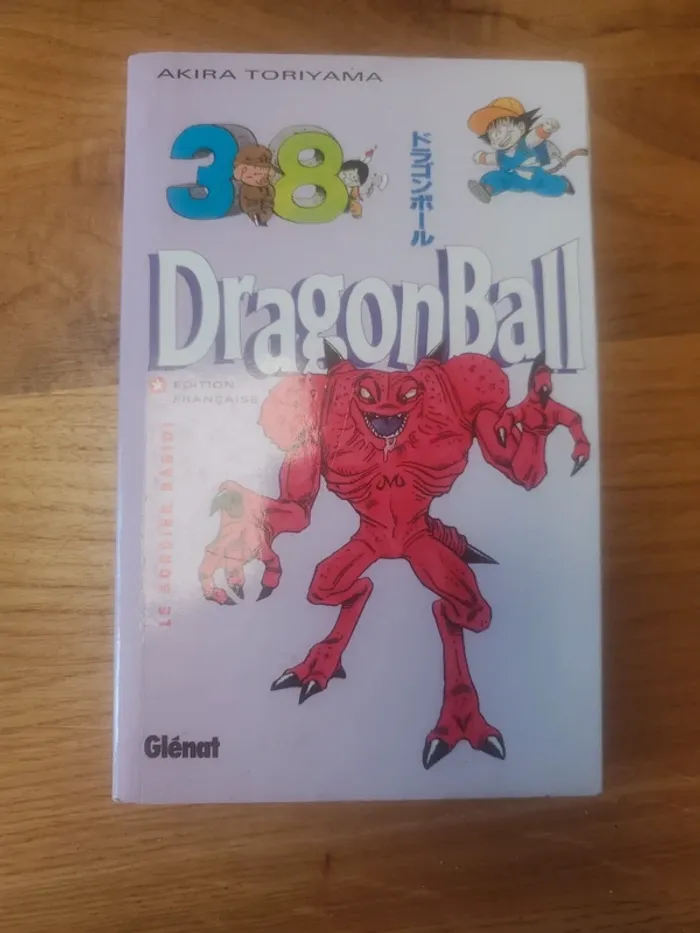 AKIRA TORIYAMA
38
ドラゴンボール
DragonBall
EDITION
FRANÇAISE
LE SORCIER BABIDI
Glénat